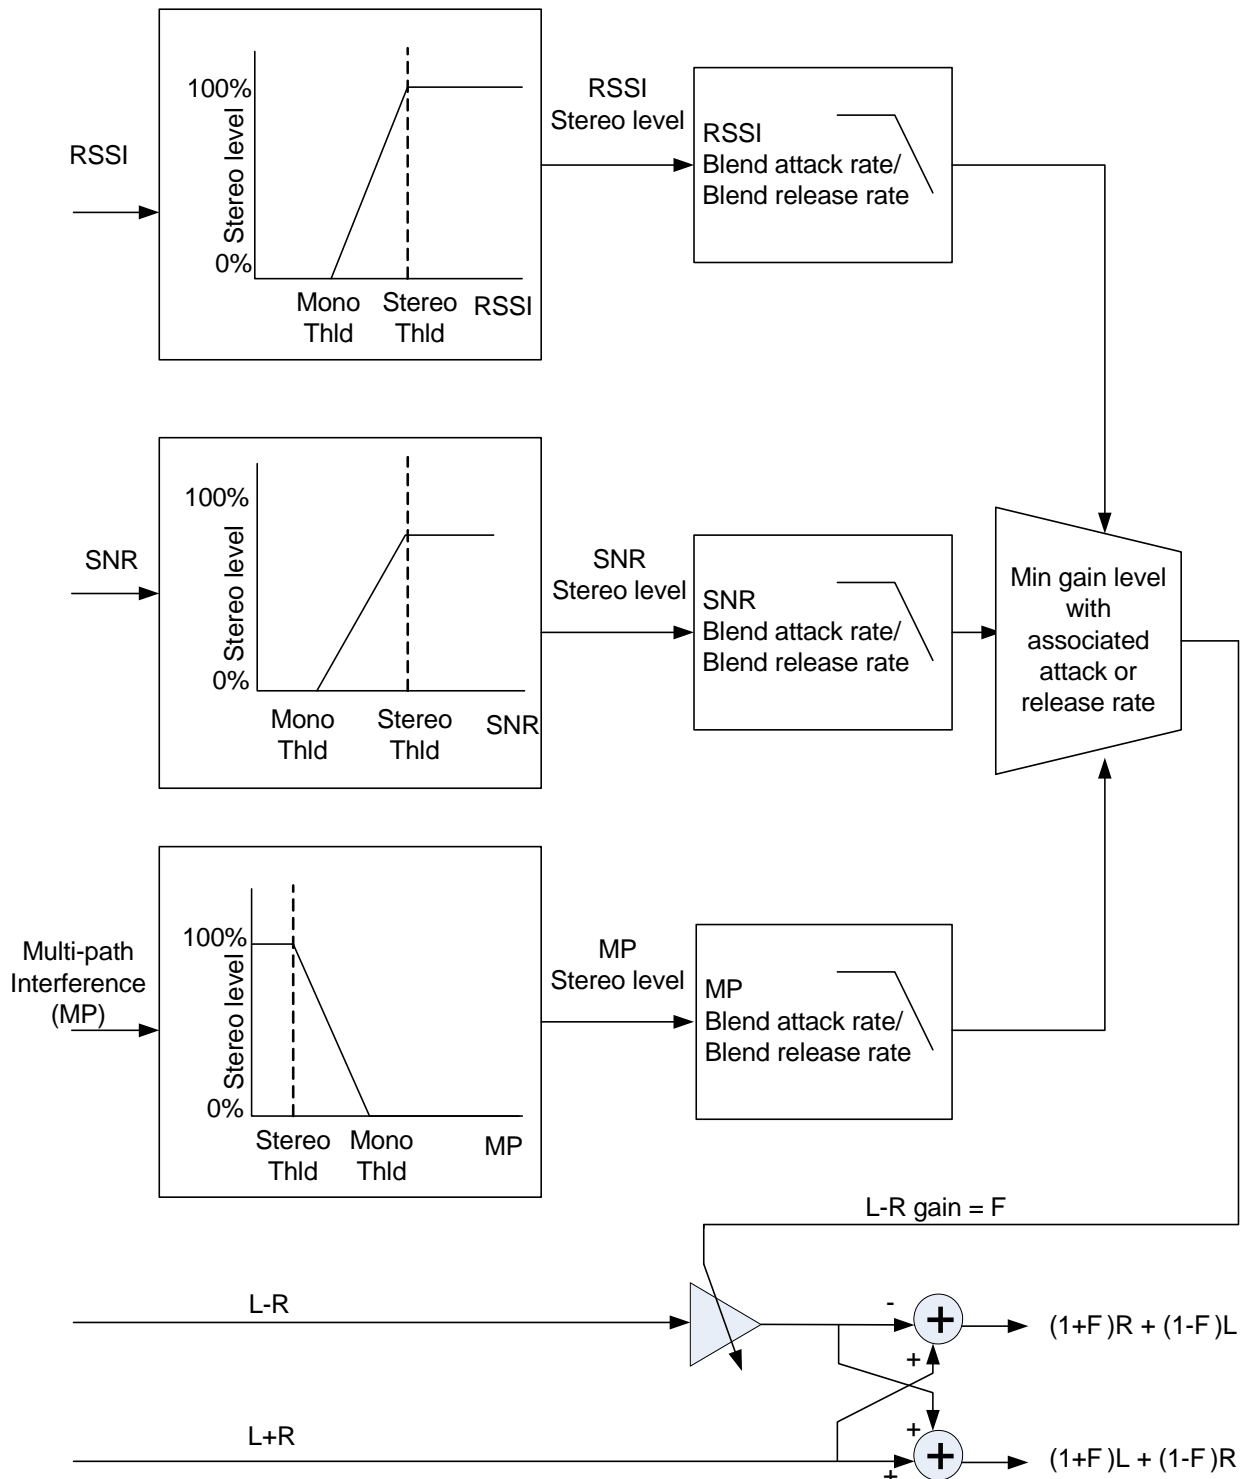 RSSI
100%
Stereo level
0%
Mono
Thld
Stereo
Thld
RSSI
RSSI
Stereo level
RSSI
Blend attack rate/
Blend release rate
SNR
100%
Stereo level
0%
Mono
Thld
Stereo
Thld
SNR
SNR
Stereo level
SNR
Blend attack rate/
Blend release rate
Min gain level
with
associated
attack or
release rate
Multi-path
Interference
(MP)
100%
Stereo level
0%
Stereo
Thld
Mono
Thld
MP
MP
Stereo level
MP
Blend attack rate/
Blend release rate
L-R gain = F
L-R
-
+
+
(1+F)R + (1-F)L
L+R
+
+
+
(1+F)L + (1-F)R